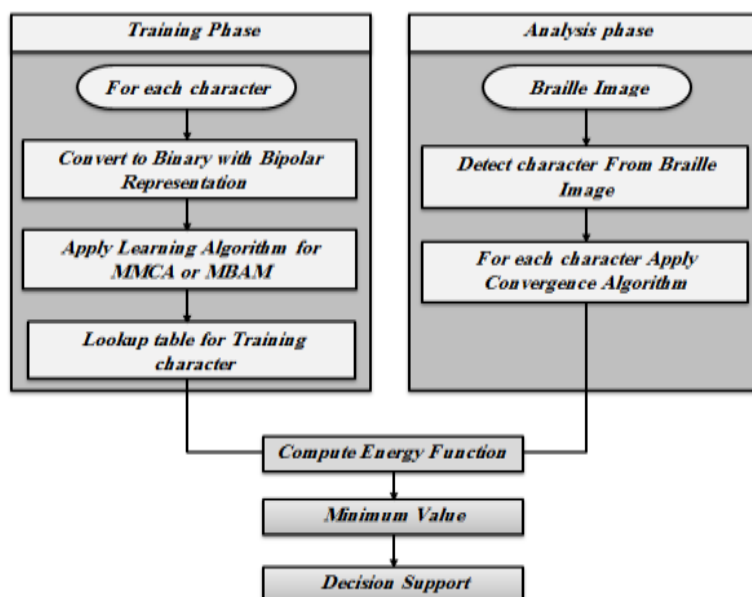 Training Phase
For each character
Convert to Binary with Bipolar
Representation
Apply Learning Algorithm for
MMCA or MBAM
Lookup table for Training
character
Analysis phase
Braille Image
Detect character From Braille
Image
For each character Apply
Convergence Algorithm
Compute Energy Function
Minimum Value
Decision Support